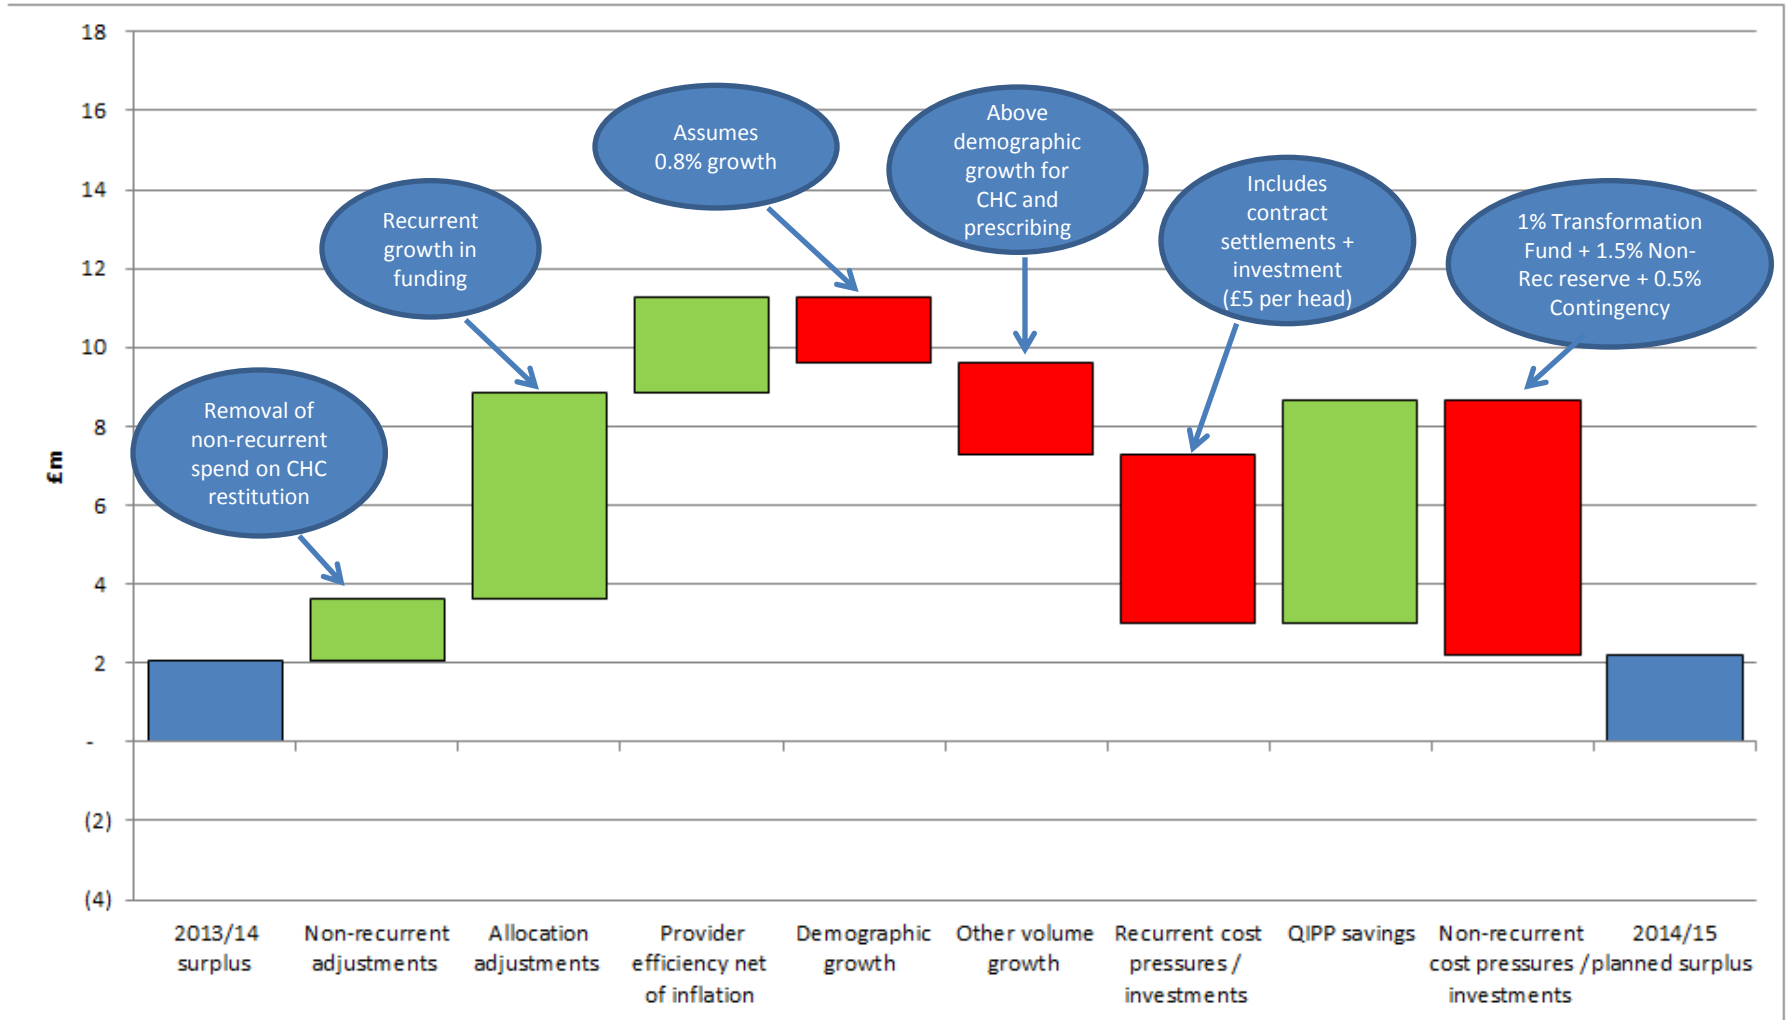 18
16
14
12
10
8
6
4
2
-
(2)
(4)
£m
Removal of
non-recurrent
spend on CHC
restitution
Recurrent
growth in
funding
Assumes
0.8% growth
Above
demographic
growth for
CHC and
prescribing
Includes
contract
settlements +
investment
(£5 per head)
1% Transformation
Fund + 1.5% Non-
Rec reserve + 0.5%
Contingency
2013/14
surplus
Non-recurrent
adjustments
Allocation
adjustments
Provider
efficiency net
of inflation
Demographic
growth
Other volume
growth
Recurrent cost
pressures /
investments
QIPP savings
Non-recurrent
cost pressures /
investments
2014/15
planned surplus